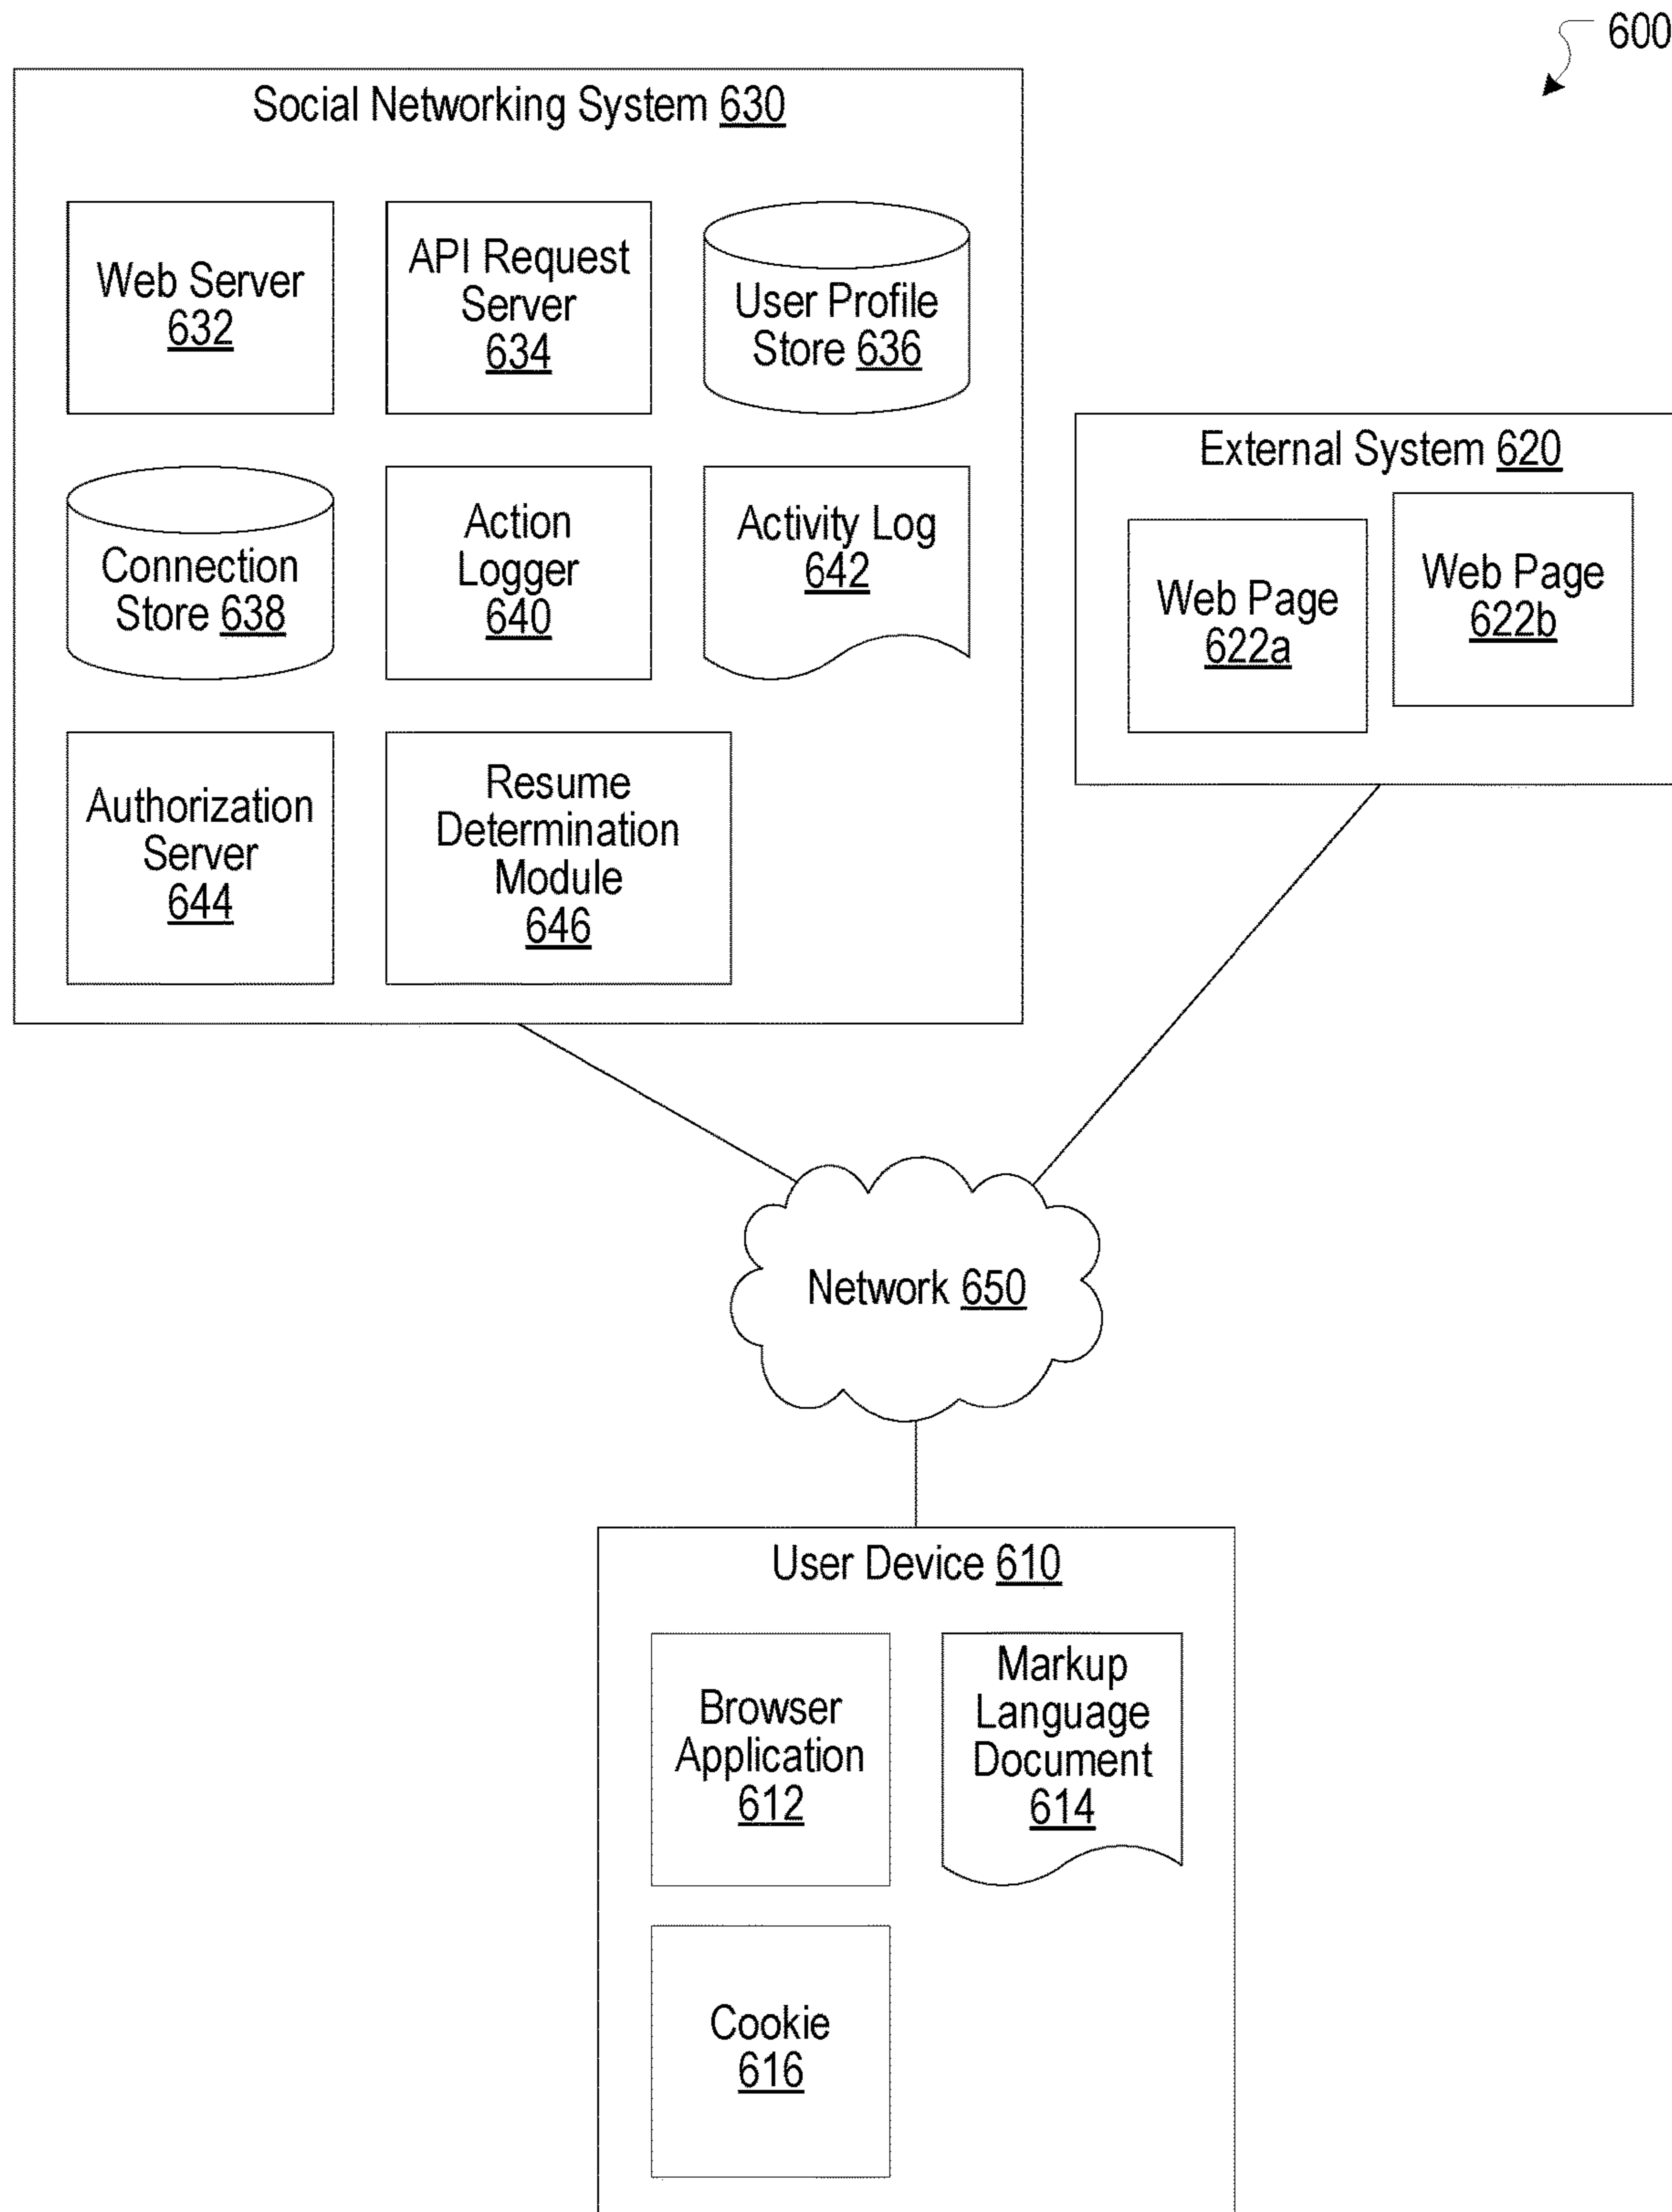 600
Social Networking System 630
Web Server
632
API Request
Server
634
User Profile
Store 636
Connection
Store 638
Action
Logger
640
Activity Log
642
Authorization
Server
644
Resume
Determination
Module
646
External System 620
Web Page
622a
Web Page
622b
Network 650
User Device 610
Browser
Application
612
Markup
Language
Document
614
Cookie
616